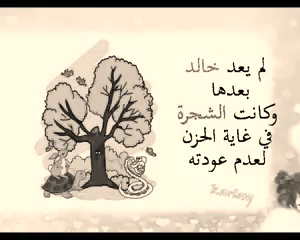 لم يعد خالد
بعدها
وكانت الشجرة
في غاية الحزن
لعدم عودته